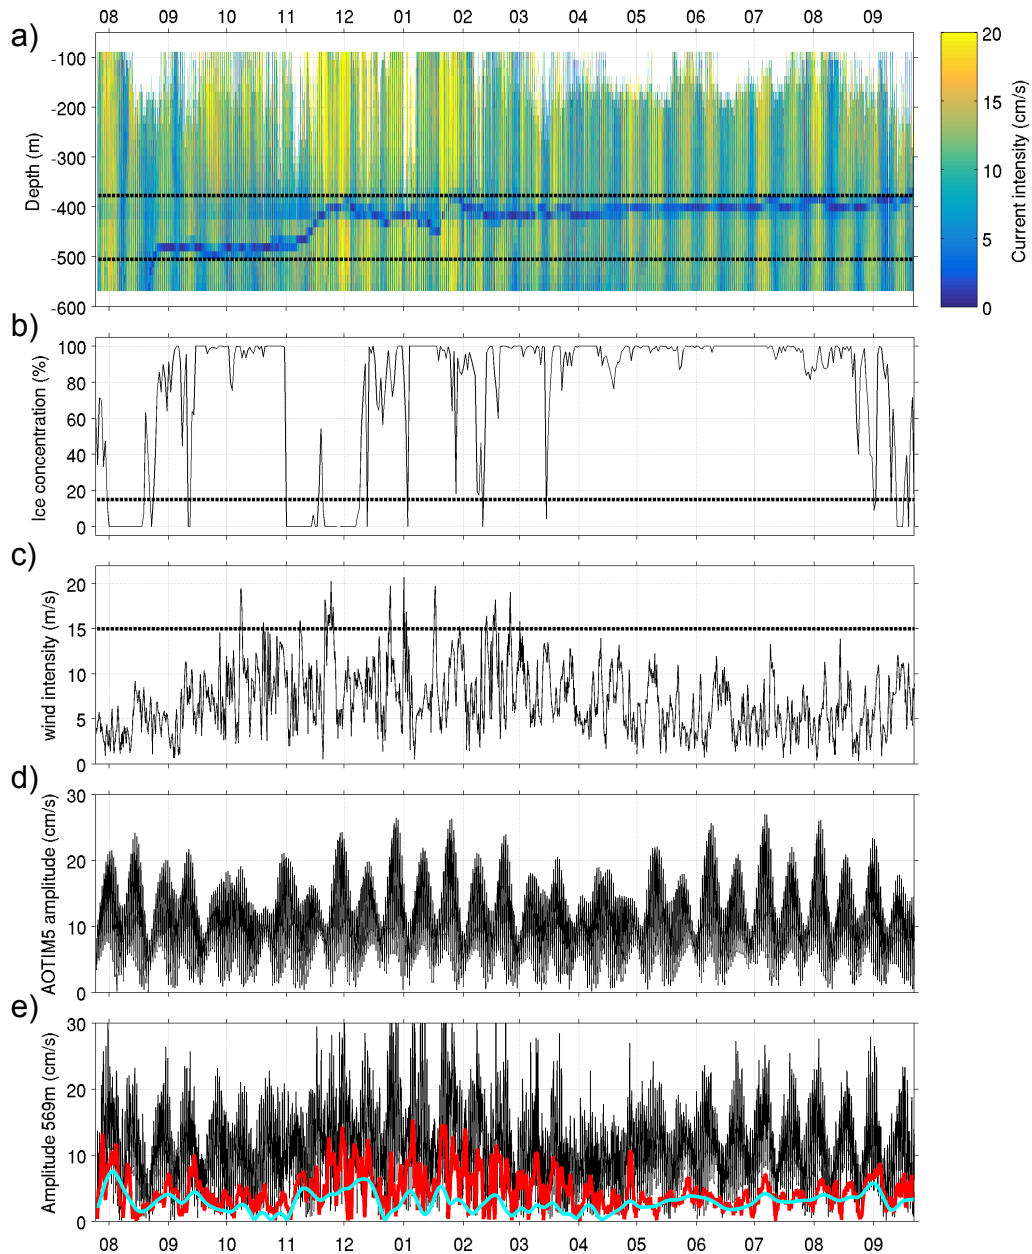 08 09 10 11 12 01 02 03 04 05 06 07 08 09
a)
-100
-200
-300
-400
-500
-600
Depth (m)
20
15
10
5
0
Current intensity (cm/s)
b)
100
80
60
40
20
0
Ice concentration (%)
c)
20
15
10
5
0
wind intensity (m/s)
d)
30
20
10
0
AOTIM5 amplitude (cm/s)
e)
30
20
10
0
Amplitude 569m (cm/s)
08 09 10 11 12 01 02 03 04 05 06 07 08 09